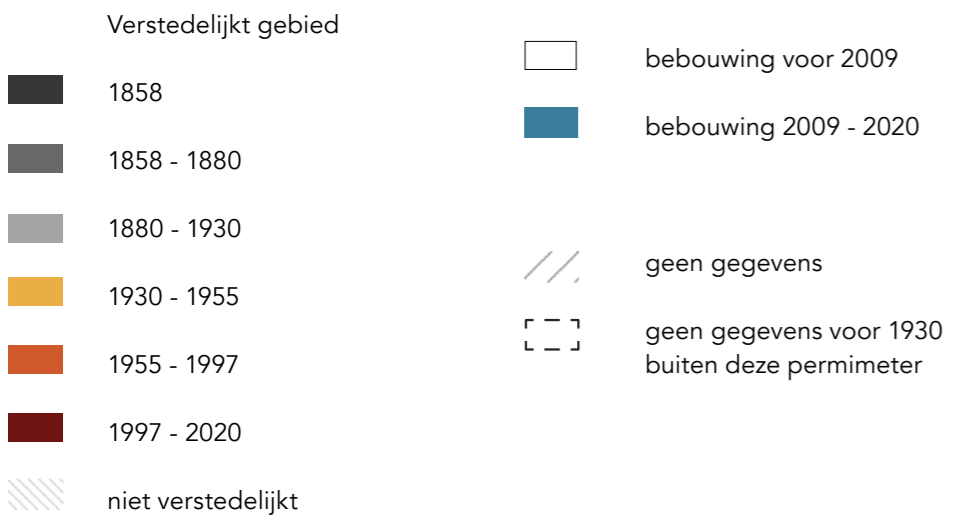 Verstedelijkt gebied
1858
1858 - 1880
1880 - 1930
1930 - 1955
1955 - 1997
1997 - 2020
niet verstedelijkt
bebouwing voor 2009
bebouwing 2009 - 2020
geen gegevens
geen gegevens voor 1930
buiten deze permimeter